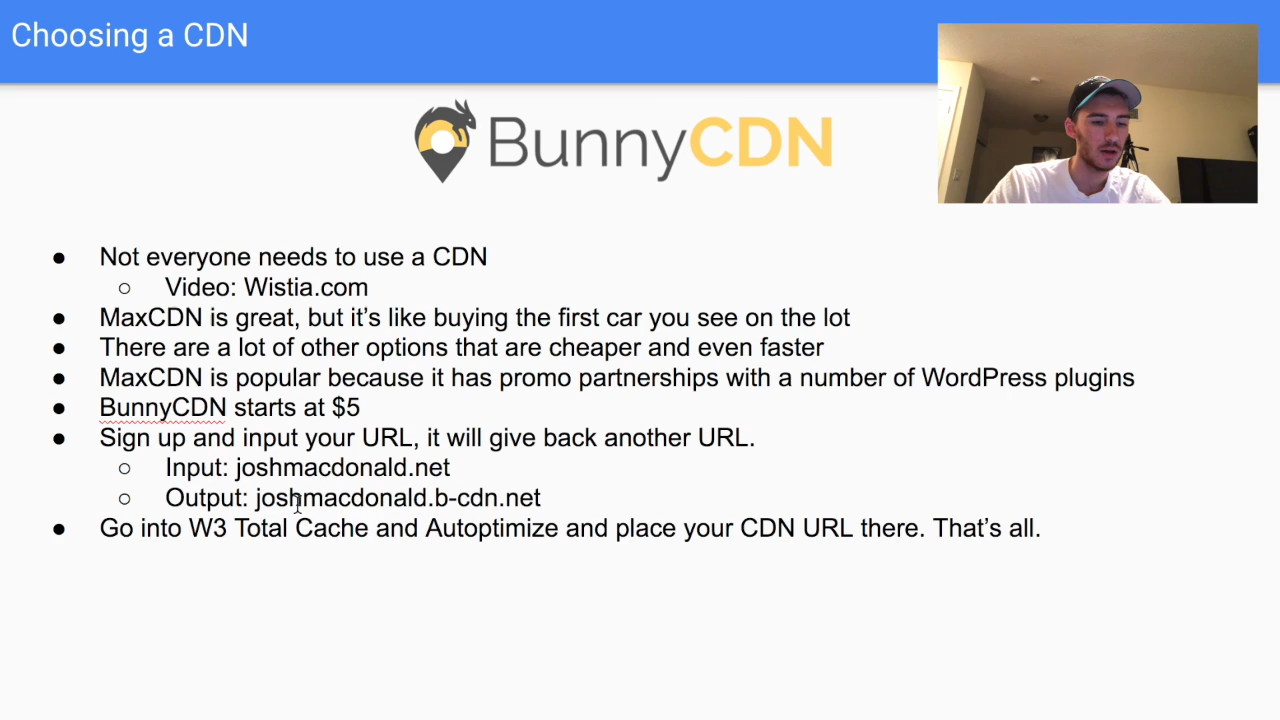 Choosing a CDN
BunnyCDN
● Not everyone needs to use a CDN
○ Video: Wistia.com
● MaxCDN is great, but it’s like buying the first car you see on the lot
● There are a lot of other options that are cheaper and even faster
● MaxCDN is popular because it has promo partnerships with a number of WordPress plugins
● BunnyCDN starts at $5
● Sign up and input your URL, it will give back another URL.
○ Input: joshmacdonald.net
○ Output: joshmacdonald.b-cdn.net
● Go into W3 Total Cache and Autoptimize and place your CDN URL there. That’s all.